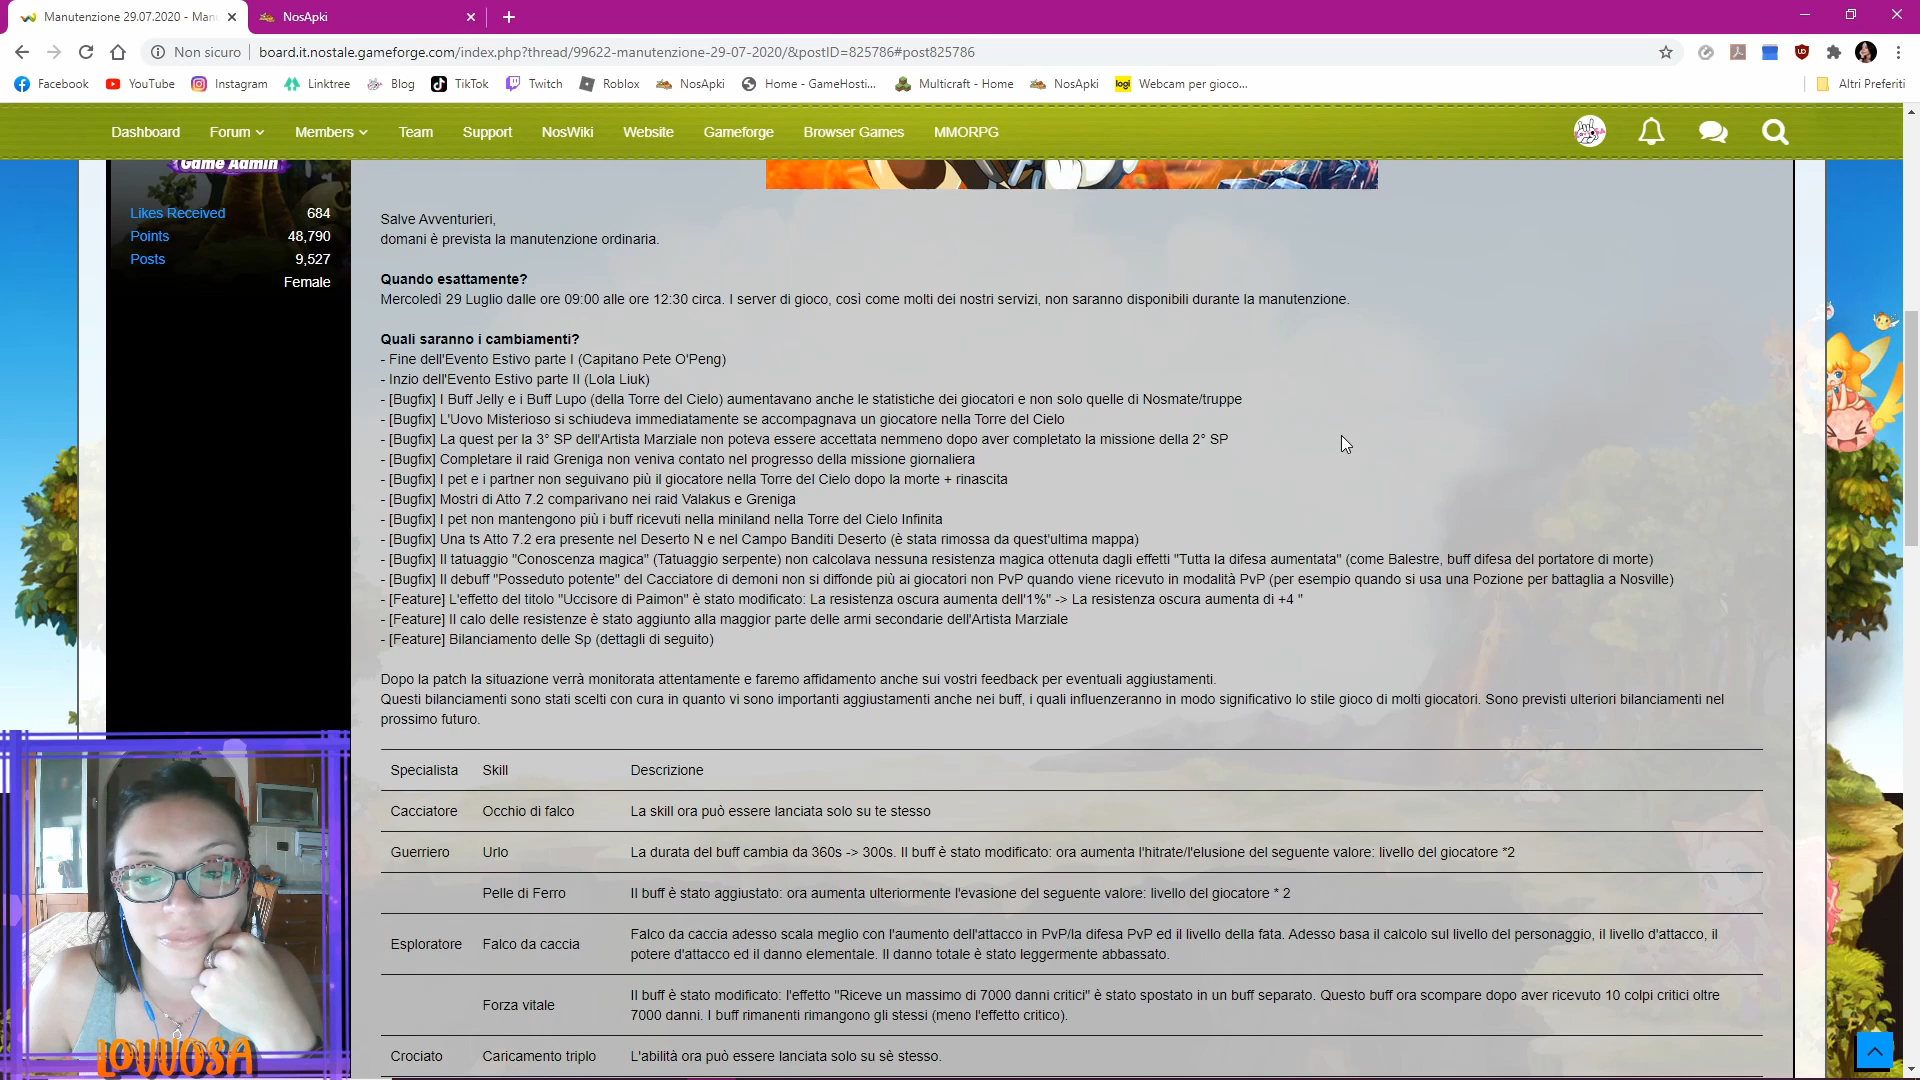 Manutenzione 29.07.2020 - Man
NosApki
Non sicuro
board.it.nostale.gameforge.com/index.php?thread/99622-manutenzione-29-07-2020/&postID=825786#post825786
Facebook
YouTube
Instagram
Linktree
Blog
TikTok
Twitch
Roblox
NosApki
Home - GameHosti...
Multicraft - Home
NosApki
logi
Webcam per gioco...
Altri Preferiti
Dashboard
Forum
Members
Team
Support
NosWiki
Website
Gameforge
Browser Games
MMORPG
Game Admin
Likes Received 684
Points 48,790
Posts 9,527
Female
Salve Avventurieri,
domani è prevista la manutenzione ordinaria.
Quando esattamente?
Mercoledì 29 Luglio dalle ore 09:00 alle ore 12:30 circa. I server di gioco, così come molti dei nostri servizi, non saranno disponibili durante la manutenzione.
Quali saranno i cambiamenti?
- Fine dell'Evento Estivo parte I (Capitano Pete O'Peng)
- Inzio dell'Evento Estivo parte II (Lola Liuk)
- [Bugfix] I Buff Jelly e i Buff Lupo (della Torre del Cielo) aumentavano anche le statistiche dei giocatori e non solo quelle di Nosmate/truppe
- [Bugfix] L'Uovo Misterioso si schiudeva immediatamente se accompagnava un giocatore nella Torre del Cielo
- [Bugfix] La quest per la 3° SP dell'Artista Marziale non poteva essere accettata nemmeno dopo aver completato la missione della 2° SP
- [Bugfix] Completare il raid Greniga non veniva contato nel progresso della missione giornaliera
- [Bugfix] I pet e i partner non seguivano più il giocatore nella Torre del Cielo dopo la morte + rinascita
- [Bugfix] Mostri di Atto 7.2 comparivano nei raid Valakus e Greniga
- [Bugfix] I pet non mantengono più i buff ricevuti nella miniland nella Torre del Cielo Infinita
- [Bugfix] Una ts Atto 7.2 era presente nel Deserto N e nel Campo Banditi Deserto (è stata rimossa da quest'ultima mappa)
- [Bugfix] Il tatuaggio "Conoscenza magica" (Tatuaggio serpente) non calcolava nessuna resistenza magica ottenuta dagli effetti "Tutta la difesa aumentata" (come Balestre, buff difesa del portatore di morte)
- [Bugfix] Il debuff "Posseduto potente" del Cacciatore di demoni non si diffonde più ai giocatori non PvP quando viene ricevuto in modalità PvP (per esempio quando si usa una Pozione per battaglia a Nosville)
- [Feature] L'effetto del titolo "Uccisore di Paimon" è stato modificato: La resistenza oscura aumenta dell'1%" -> La resistenza oscura aumenta di +4 "
- [Feature] Il calo delle resistenze è stato aggiunto alla maggior parte delle armi secondarie dell'Artista Marziale
- [Feature] Bilanciamento delle Sp (dettagli di seguito)
Dopo la patch la situazione verrà monitorata attentamente e faremo affidamento anche sui vostri feedback per eventuali aggiustamenti.
Questi bilanciamenti sono stati scelti con cura in quanto vi sono importanti aggiustamenti anche nei buff, i quali influenzeranno in modo significativo lo stile gioco di molti giocatori. Sono previsti ulteriori bilanciamenti nel
prossimo futuro.
Specialista Skill Descrizione
Cacciatore Occhio di falco La skill ora può essere lanciata solo su te stesso
Guerriero Urlo La durata del buff cambia da 360s -> 300s. Il buff è stato modificato: ora aumenta l'hitrate/l'elusione del seguente valore: livello del giocatore *2
Pelle di Ferro Il buff è stato aggiustato: ora aumenta ulteriormente l'evasione del seguente valore: livello del giocatore * 2
Esploratore Falco da caccia Falco da caccia adesso scala meglio con l'aumento dell'attacco in PvP/la difesa PvP ed il livello della fata. Adesso basa il calcolo sul livello del personaggio, il livello d'attacco, il
potere d'attacco ed il danno elementale. Il danno totale è stato leggermente abbassato.
Forza vitale Il buff è stato modificato: l'effetto "Riceve un massimo di 7000 danni critici" è stato spostato in un buff separato. Questo buff ora scompare dopo aver ricevuto 10 colpi critici oltre
7000 danni. I buff rimanenti rimangono gli stessi (meno l'effetto critico).
Crociato Caricamento triplo L'abilità ora può essere lanciata solo su sè stesso.
LOVVOSA